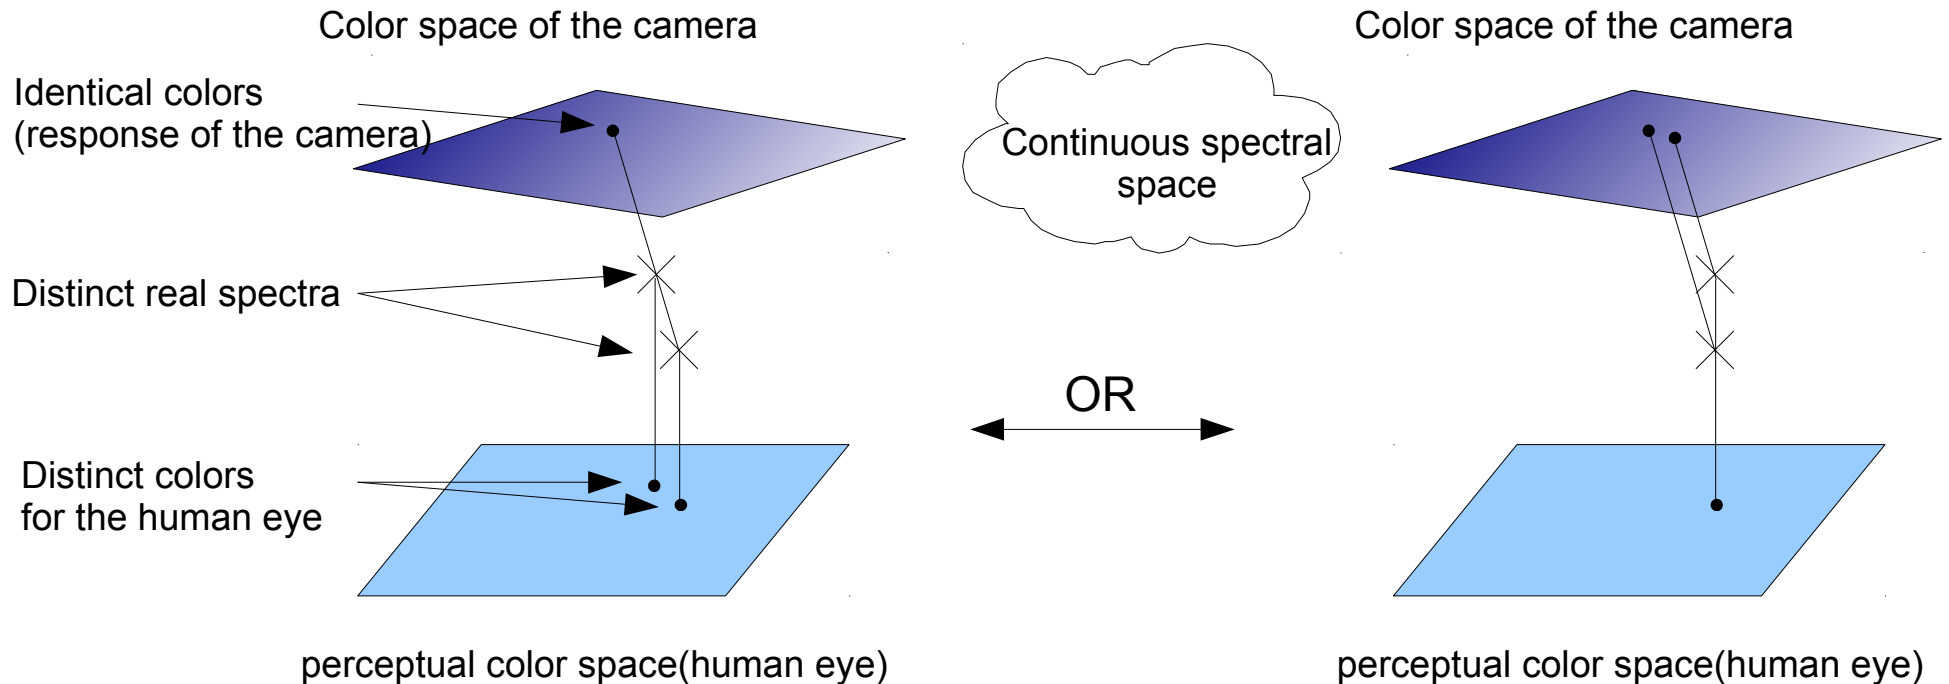 Color space of the camera
Color space of the camera
Identical colors
(response of the camera)
Continuous spectral
space
Distinct real spectra
OR
Distinct colors
for the human eye
perceptual color space(human eye)
perceptual color space(human eye)